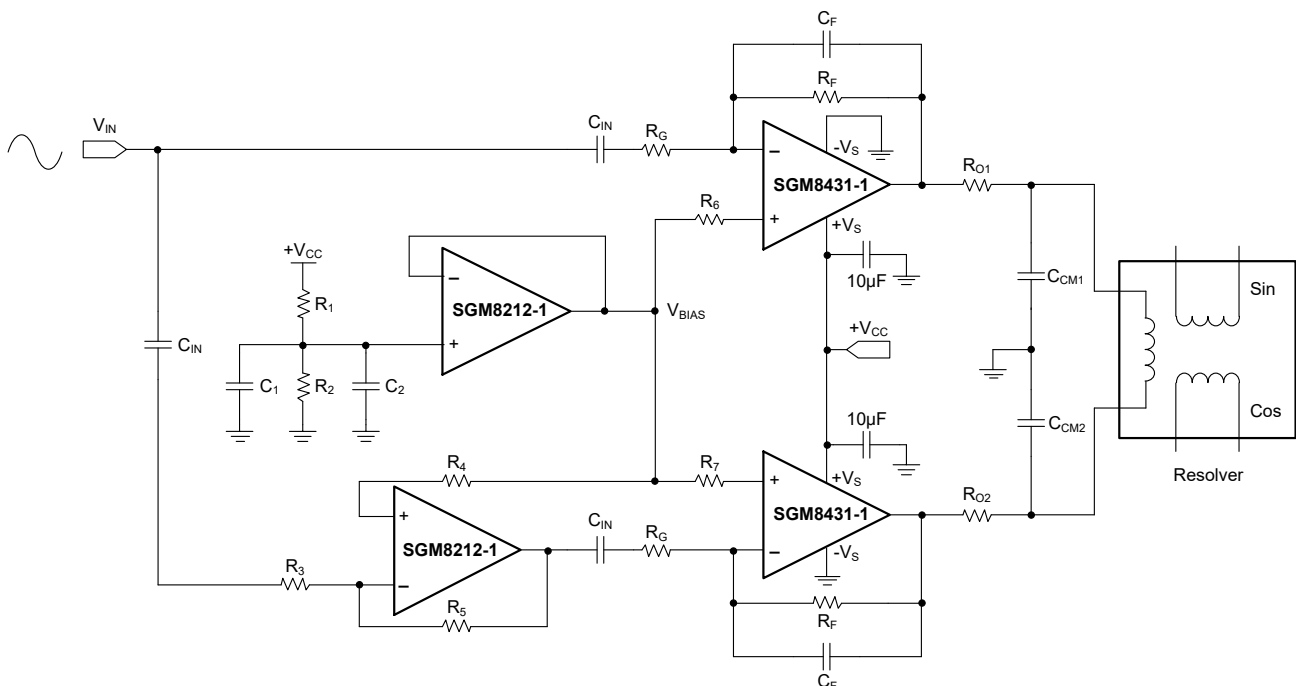 C_F
R_F
V_IN
C_IN
R_G
−
-V_S
SGM8431-1
R_O1
R_6
+
+V_S
+V_CC
−
10μF
C_CM1
R_1
SGM8212-1
V_BIAS
Sin
+
+V_CC
C_IN
C_1
R_2
C_2
Cos
C_CM2
10μF
R_4
R_7
+
+V_S
Resolver
R_O2
+
C_IN
R_G
SGM8431-1
SGM8212-1
−
-V_S
R_3
−
R_5
R_F
C_F